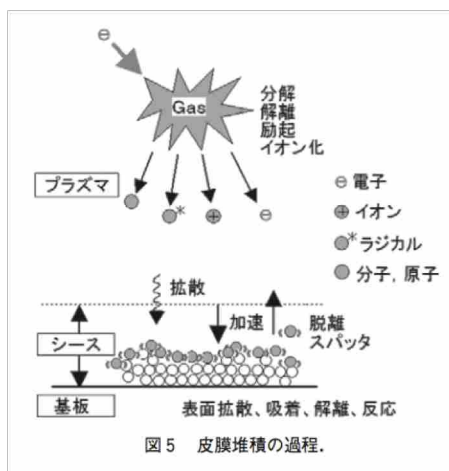 ⊖
Gas
分解
解離
励起
イオン化
プラズマ
*
⊕
⊖
⊖ 電子
⊕ イオン
* ラジカル
分子，原子
拡散
加速
脱離
スパッタ
シース
基板
表面拡散、吸着、解離、反応
図5 皮膜堆積の過程．